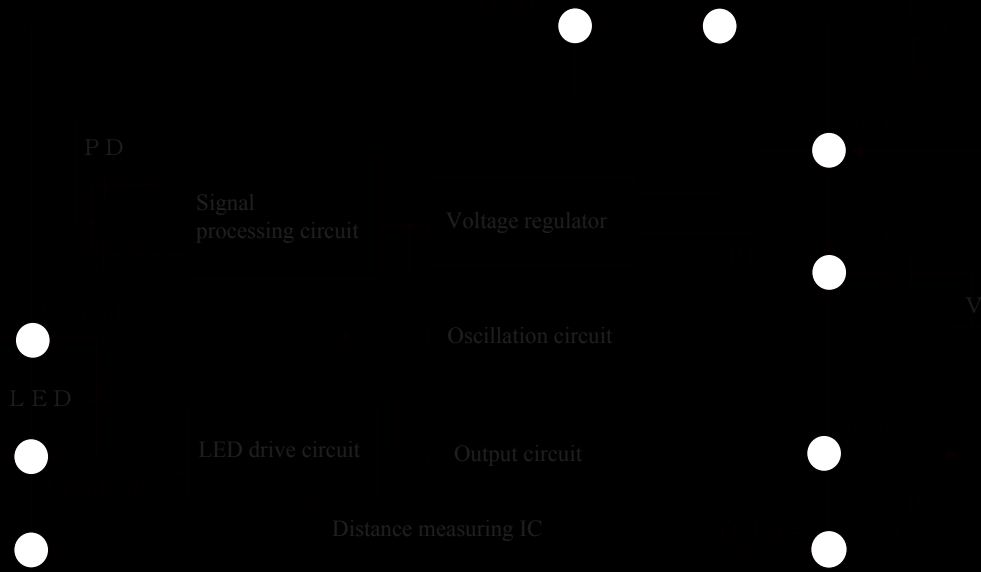 P D
Signal
processing circuit
Voltage regulator
Oscillation circuit
L E D
LED drive circuit
Output circuit
Distance measuring IC
V